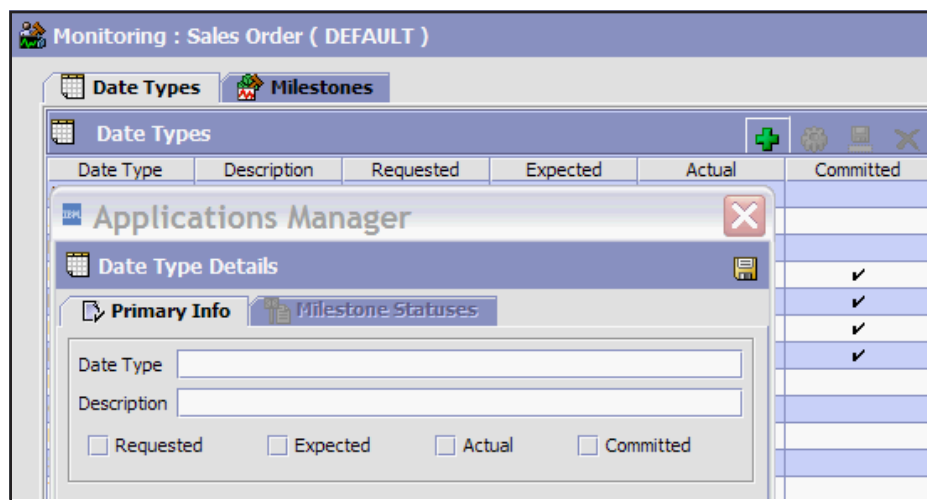 Monitoring : Sales Order ( DEFAULT )
Date Types Milestones
Date Types
Date Type Description Requested Expected Actual Committed
Applications Manager
Date Type Details
Primary Info Milestone Statuses
Date Type
Description
Requested Expected Actual Committed